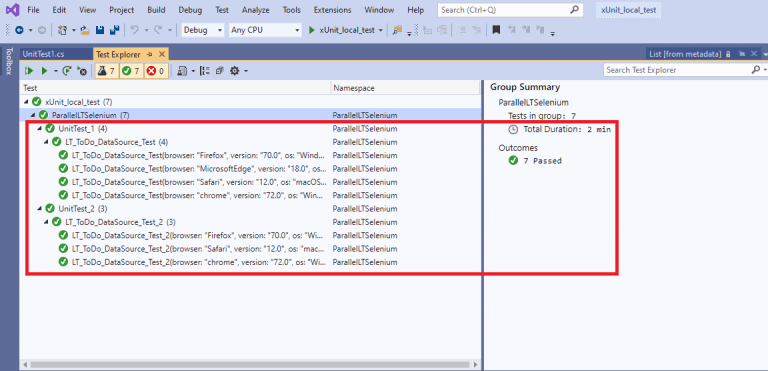 File Edit View Project Build Debug Test Analyze Tools Extensions Window Help Search (Ctrl+Q) xUnit_local_test
Debug Any CPU xUnit_local_test
Toolbox
UnitTest1.cs Test Explorer List [from metadata]
7 7 0 Search Test Explorer
Test Namespace
xUnit_local_test (7)
ParallelLTSelenium (7) ParallelLTSelenium
UnitTest_1 (4) ParallelLTSelenium
LT_ToDo_DataSource_Test (4) ParallelLTSelenium
LT_ToDo_DataSource_Test(browser: "Firefox", version: "70.0", os: "Wind... ParallelLTSelenium
LT_ToDo_DataSource_Test(browser: "MicrosoftEdge", version: "18.0", os:... ParallelLTSelenium
LT_ToDo_DataSource_Test(browser: "Safari", version: "12.0", os: "macOS... ParallelLTSelenium
LT_ToDo_DataSource_Test(browser: "chrome", version: "72.0", os: "Win... ParallelLTSelenium
UnitTest_2 (3) ParallelLTSelenium
LT_ToDo_DataSource_Test_2 (3) ParallelLTSelenium
LT_ToDo_DataSource_Test_2(browser: "Firefox", version: "70.0", os: "Wi... ParallelLTSelenium
LT_ToDo_DataSource_Test_2(browser: "Safari", version: "12.0", os: "mac... ParallelLTSelenium
LT_ToDo_DataSource_Test_2(browser: "chrome", version: "72.0", os: "Wi... ParallelLTSelenium
Group Summary
ParallelLTSelenium
Tests in group: 7
Total Duration: 2 min
Outcomes
7 Passed